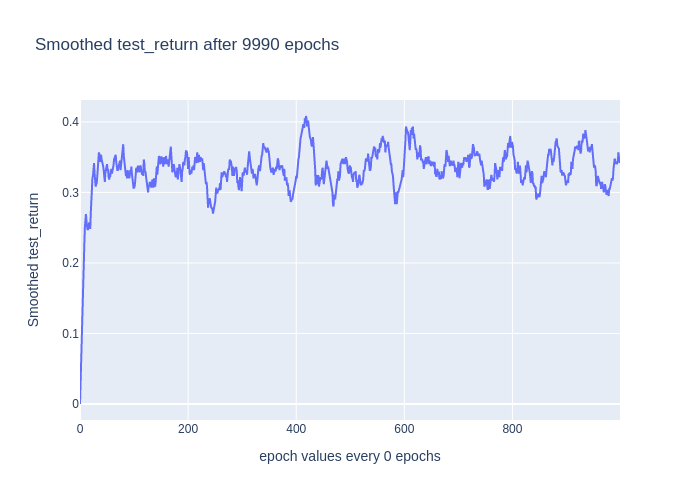 Smoothed test_return after 9990 epochs
Smoothed test_return
0.4
0.3
0.2
0.1
0
0 200 400 600 800
epoch values every 0 epochs